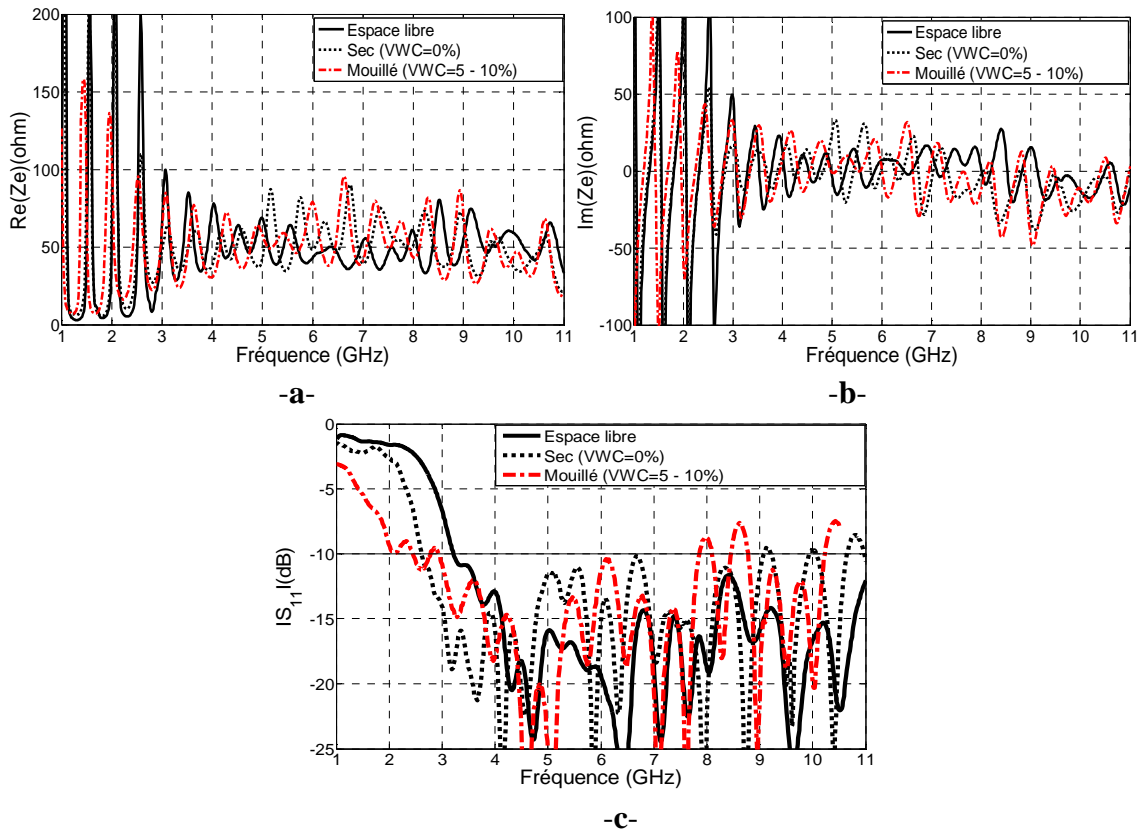 200
150
100
50
0
Re(Ze)(ohm)
Espace libre
Sec (VWC=0%)
Mouillé (VWC=5 - 10%)
1 2 3 4 5 6 7 8 9 10 11
Fréquence (GHz)
-a-
100
50
0
-50
-100
Im(Ze)(ohm)
Espace libre
Sec (VWC=0%)
Mouillé (VWC=5 - 10%)
1 2 3 4 5 6 7 8 9 10 11
Fréquence (GHz)
-b-
0
-5
-10
-15
-20
-25
IS11I(dB)
Espace libre
Sec (VWC=0%)
Mouillé (VWC=5 - 10%)
1 2 3 4 5 6 7 8 9 10 11
Fréquence (GHz)
-c-